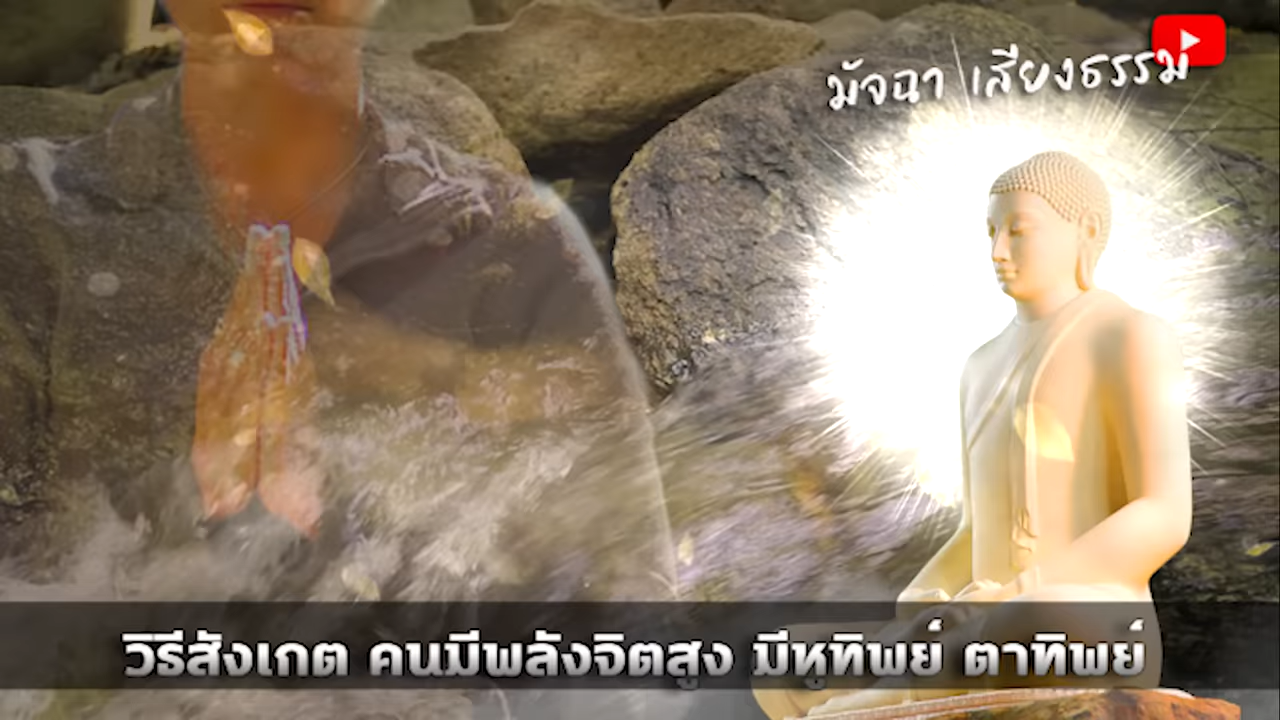 มัจฉา เสียงธรรม
วิธีสังเกต คนมีพลังจิตสูง มีหูทิพย์ ตาทิพย์